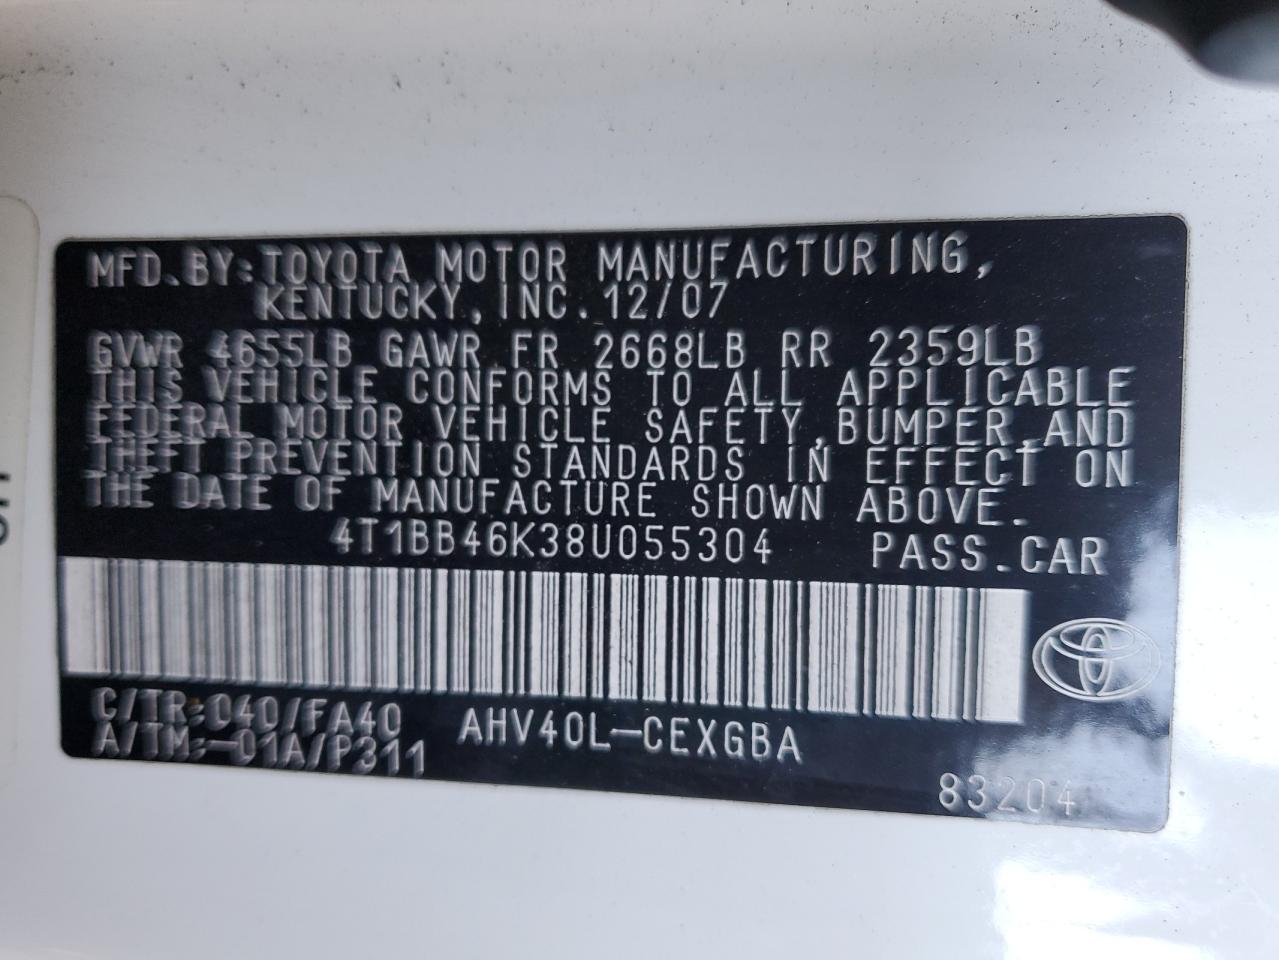 MFD.BY:TOYOTA MOTOR MANUFACTURING,
KENTUCKY,INC.12/07
GVWR 4655LB GAWR FR 2668LB RR 2359LB
THIS VEHICLE CONFORMS TO ALL APPLICABLE
FEDERAL MOTOR VEHICLE SAFETY,BUMPER,AND
THEFT PREVENTION STANDARDS IN EFFECT ON
THE DATE OF MANUFACTURE SHOWN ABOVE.
4T1BB46K38U055304 PASS.CAR
C/TR:040/FA40 AHV40L-CEXGBA
A/TM:-01A/P311
83204